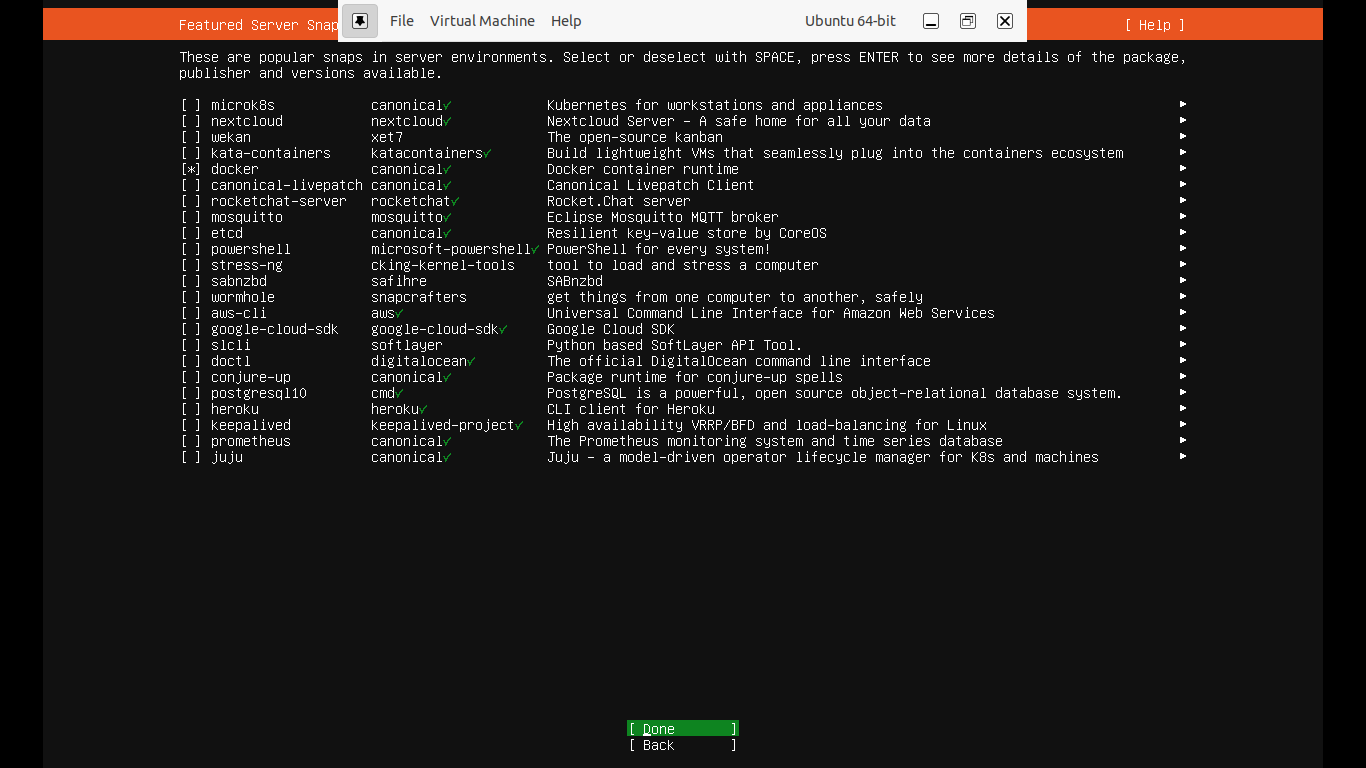 Featured Server Snap
File Virtual Machine Help Ubuntu 64-bit
[ Help ]
These are popular snaps in server environments. Select or deselect with SPACE, press ENTER to see more details of the package,
publisher and versions available.
[ ] microk8s canonical✓ Kubernetes for workstations and appliances ▸
[ ] nextcloud nextcloud✓ Nextcloud Server - A safe home for all your data ▸
[ ] wekan xet7 The open-source kanban ▸
[ ] kata-containers katacontainers✓ Build lightweight VMs that seamlessly plug into the containers ecosystem ▸
[*] docker canonical✓ Docker container runtime ▸
[ ] canonical-livepatch canonical✓ Canonical Livepatch Client ▸
[ ] rocketchat-server rocketchat✓ Rocket.Chat server ▸
[ ] mosquitto mosquitto✓ Eclipse Mosquitto MQTT broker ▸
[ ] etcd canonical✓ Resilient key-value store by CoreOS ▸
[ ] powershell microsoft-powershell✓ PowerShell for every system! ▸
[ ] stress-ng cking-kernel-tools tool to load and stress a computer ▸
[ ] sabnzbd safihre SABnzbd ▸
[ ] wormhole snapcrafters get things from one computer to another, safely ▸
[ ] aws-cli aws✓ Universal Command Line Interface for Amazon Web Services ▸
[ ] google-cloud-sdk google-cloud-sdk✓ Google Cloud SDK ▸
[ ] slcli softlayer Python based SoftLayer API Tool. ▸
[ ] doctl digitalocean✓ The official DigitalOcean command line interface ▸
[ ] conjure-up canonical✓ Package runtime for conjure-up spells ▸
[ ] postgresql10 cmd✓ PostgreSQL is a powerful, open source object-relational database system. ▸
[ ] heroku heroku✓ CLI client for Heroku ▸
[ ] keepalived keepalived-project✓ High availability VRRP/BFD and load-balancing for Linux ▸
[ ] prometheus canonical✓ The Prometheus monitoring system and time series database ▸
[ ] juju canonical✓ Juju - a model-driven operator lifecycle manager for K8s and machines ▸
[ Done ]
[ Back ]